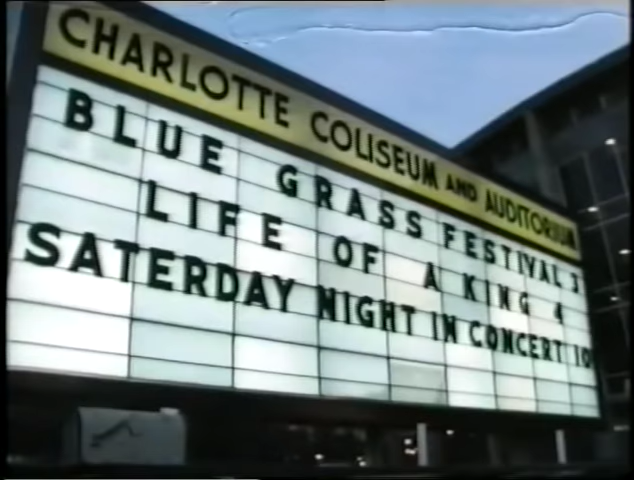 CHARLOTTE COLISEUM AND AUDITORIUM
BLUE GRASS FESTIVAL 3
LIFE OF A KING 4
SATERDAY NIGHT IN CONCERT 10